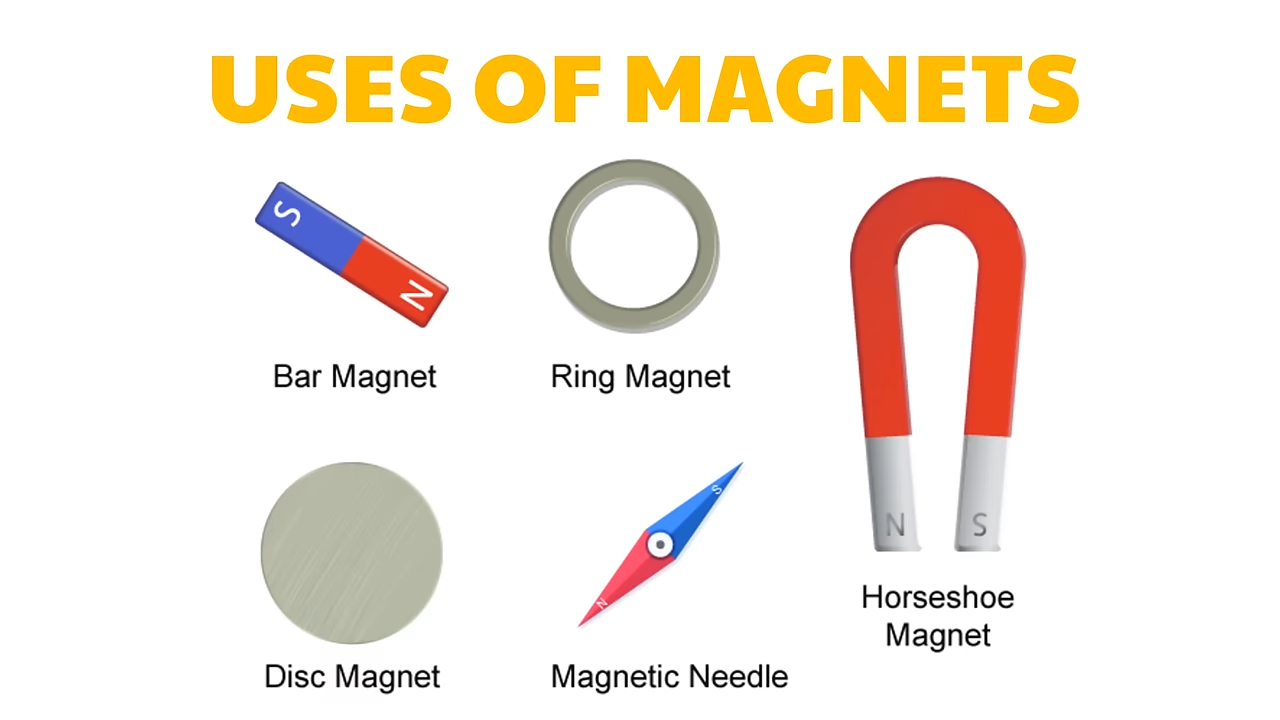 USES OF MAGNETS
S
N
Bar Magnet
Ring Magnet
N S
Horseshoe
Magnet
Disc Magnet
S
N
Magnetic Needle